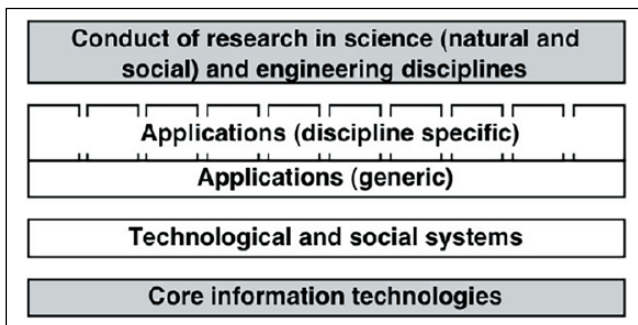 Conduct of research in science (natural and
social) and engineering disciplines
Applications (discipline specific)
Applications (generic)
Technological and social systems
Core information technologies